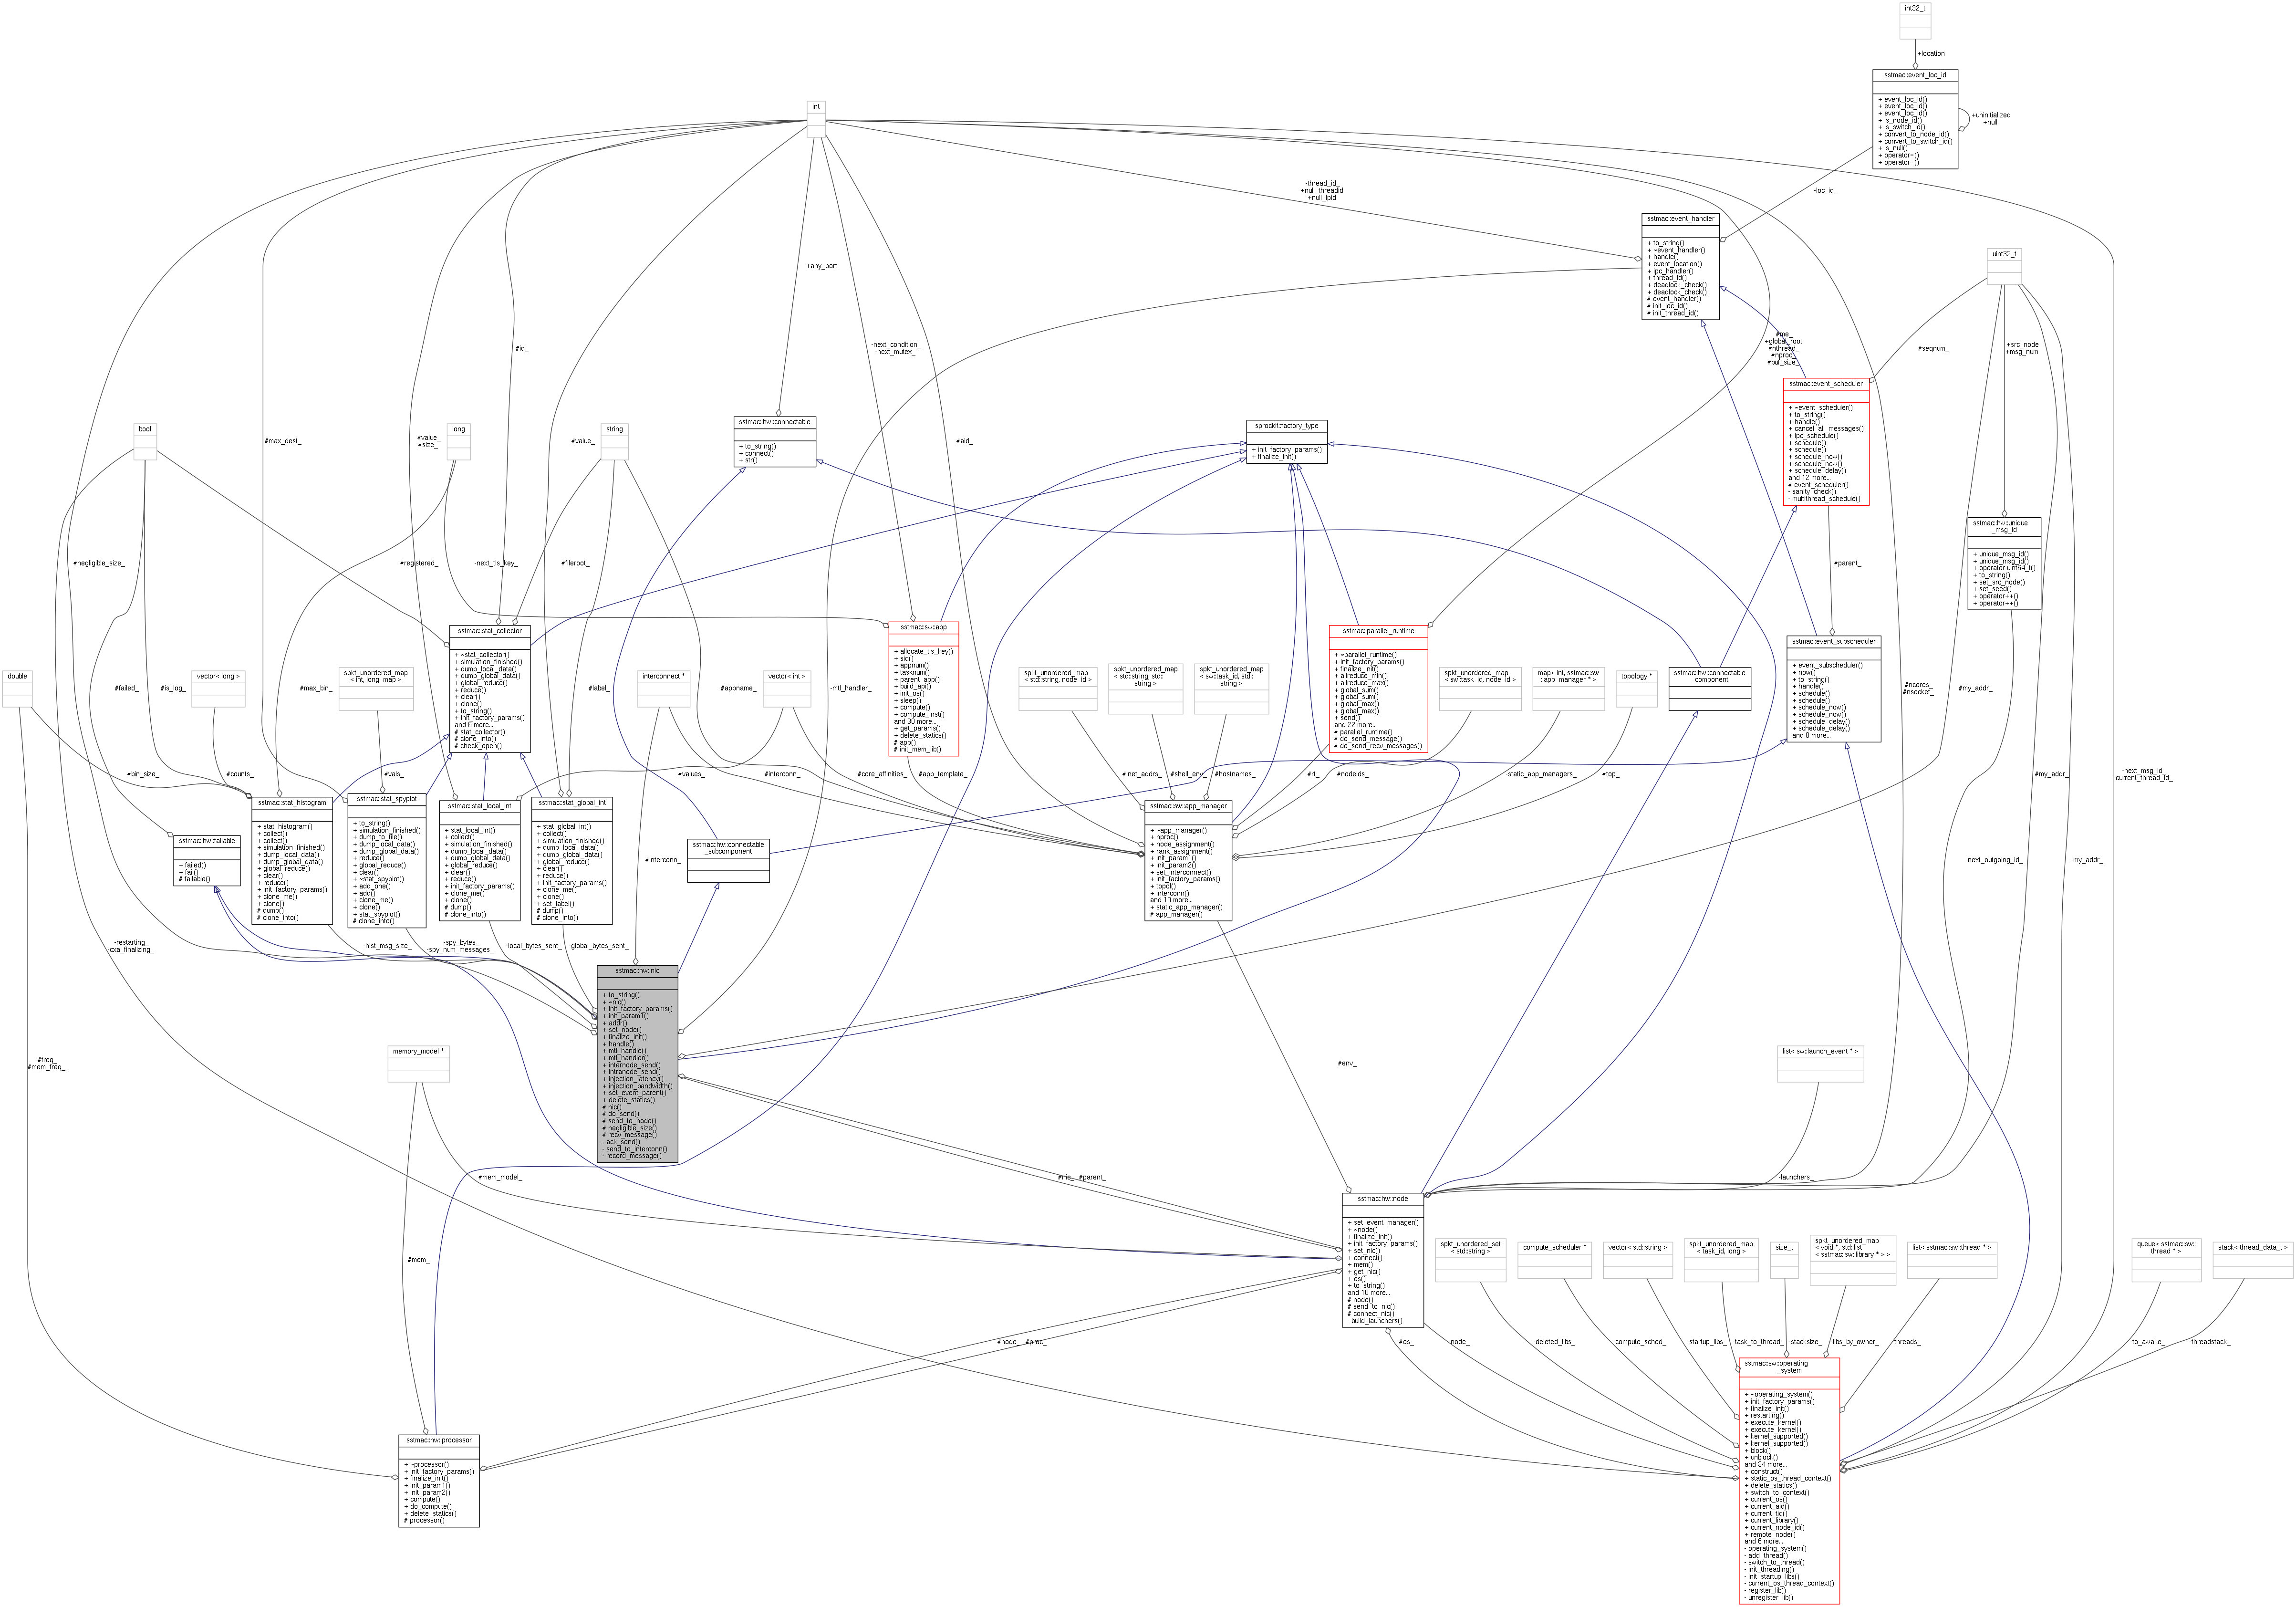 int32_t
+location
sstmac::event_loc_id
+ event_loc_id()
+ event_loc_id()
+ event_loc_id()
+ is_node_id()
+ is_switch_id()
+ convert_to_node_id()
+ convert_to_switch_id()
+ is_null()
+ operator=()
+ operator=()
+uninitialized
+null
int
-thread_id_
+null_threadid
+null_lpid
-loc_id_
sstmac::event_handler
+ to_string()
+ ~event_handler()
+ handle()
+ event_location()
+ ipc_handler()
+ thread_id()
+ deadlock_check()
+ deadlock_check()
# event_handler()
# init_loc_id()
# init_thread_id()
uint32_t
+any_port
#id_
-next_condition_
-next_mutex_
#me_
+global_root
#nthread_
#nproc_
#buf_size_
#seqnum_
+src_node
+msg_num
sstmac::event_scheduler
+ ~event_scheduler()
+ to_string()
+ handle()
+ cancel_all_messages()
+ ipc_schedule()
+ schedule()
+ schedule()
+ schedule_now()
+ schedule_now()
+ schedule_delay()
and 12 more...
# event_scheduler()
- sanity_check()
- multithread_schedule()
bool
#max_dest_
#value_
#size_
long
#value_
string
sstmac::hw::connectable
+ to_string()
+ connect()
+ str()
#aid_
sprockit::factory_type
+ init_factory_params()
+ finalize_init()
sstmac::hw::unique
_msg_id
+ unique_msg_id()
+ unique_msg_id()
+ operator uint64_t()
+ to_string()
+ set_src_node()
+ set_seed()
+ operator++()
+ operator++()
#negligible_size_
#registered_
-next_tls_key_
#fileroot_
#parent_
sstmac::stat_collector
+ ~stat_collector()
+ simulation_finished()
+ dump_local_data()
+ dump_global_data()
+ global_reduce()
+ reduce()
+ clear()
+ clone()
+ to_string()
+ init_factory_params()
and 6 more...
# stat_collector()
# clone_into()
# check_open()
sstmac::sw::app
+ allocate_tls_key()
+ sid()
+ appnum()
+ tasknum()
+ parent_app()
+ build_api()
+ init_os()
+ sleep()
+ compute()
+ compute_inst()
and 30 more...
+ get_params()
+ delete_statics()
# app()
# init_mem_lib()
sstmac::parallel_runtime
+ ~parallel_runtime()
+ init_factory_params()
+ finalize_init()
+ allreduce_min()
+ allreduce_max()
+ global_sum()
+ global_sum()
+ global_max()
+ global_max()
+ send()
and 22 more...
# parallel_runtime()
# do_send_message()
# do_send_recv_messages()
sstmac::event_subscheduler
+ event_subscheduler()
+ now()
+ to_string()
+ handle()
+ schedule()
+ schedule()
+ schedule_now()
+ schedule_now()
+ schedule_delay()
+ schedule_delay()
and 8 more...
double
#failed_
#is_log_
vector< long >
#max_bin_
spkt_unordered_map
< int, long_map >
#label_
interconnect *
#appname_
vector< int >
-mtl_handler_
spkt_unordered_map
< std::string, node_id >
spkt_unordered_map
< std::string, std::
string >
spkt_unordered_map
< sw::task_id, std::
string >
spkt_unordered_map
< sw::task_id, node_id >
map< int, sstmac::sw
::app_manager * >
topology *
sstmac::hw::connectable
_component
#ncores_
#nsocket_
#my_addr_
#bin_size_
#counts_
#vals_
#values_
#interconn_
#core_affinities_
#app_template_
#inet_addrs_
#shell_env_
#hostnames_
#rt_
#nodeids_
-static_app_managers_
#top_
#my_addr_
-next_msg_id_
-current_thread_id_
sstmac::hw::failable
+ failed()
+ fail()
# failable()
sstmac::stat_histogram
+ stat_histogram()
+ collect()
+ collect()
+ simulation_finished()
+ dump_local_data()
+ dump_global_data()
+ global_reduce()
+ clear()
+ reduce()
+ init_factory_params()
+ clone_me()
+ clone()
# dump()
# clone_into()
sstmac::stat_spyplot
+ to_string()
+ simulation_finished()
+ dump_to_file()
+ dump_local_data()
+ dump_global_data()
+ reduce()
+ global_reduce()
+ clear()
+ ~stat_spyplot()
+ add_one()
+ add()
+ clone_me()
+ clone()
+ stat_spyplot()
# clone_into()
sstmac::stat_local_int
+ stat_local_int()
+ collect()
+ simulation_finished()
+ dump_local_data()
+ dump_global_data()
+ global_reduce()
+ clear()
+ reduce()
+ init_factory_params()
+ clone_me()
+ clone()
# dump()
# clone_into()
sstmac::stat_global_int
+ stat_global_int()
+ collect()
+ simulation_finished()
+ dump_local_data()
+ dump_global_data()
+ global_reduce()
+ clear()
+ reduce()
+ init_factory_params()
+ clone_me()
+ clone()
+ set_label()
# dump()
# clone_into()
#interconn_
sstmac::hw::connectable
_subcomponent
sstmac::sw::app_manager
+ ~app_manager()
+ nproc()
+ node_assignment()
+ rank_assignment()
+ init_param1()
+ init_param2()
+ set_interconnect()
+ init_factory_params()
+ topol()
+ interconn()
and 10 more...
+ static_app_manager()
# app_manager()
-next_outgoing_id_
-my_addr_
-restarting_
-cxa_finalizing_
-hist_msg_size_
-spy_bytes_
-spy_num_messages_
-local_bytes_sent_
-global_bytes_sent_
sstmac::hw::nic
+ to_string()
+ ~nic()
+ init_factory_params()
+ init_param1()
+ addr()
+ set_node()
+ finalize_init()
+ handle()
+ mtl_handle()
+ mtl_handler()
+ internode_send()
+ intranode_send()
+ injection_latency()
+ injection_bandwidth()
+ set_event_parent()
+ delete_statics()
# nic()
# do_send()
# send_to_node()
# negligible_size()
# recv_message()
- ack_send()
- send_to_interconn()
- record_message()
#freq_
#mem_freq_
memory_model *
#env_
list< sw::launch_event * >
#mem_model_
#nic_
#parent_
-launchers_
sstmac::hw::node
+ set_event_manager()
+ ~node()
+ finalize_init()
+ init_factory_params()
+ set_nic()
+ connect()
+ mem()
+ get_nic()
+ os()
+ to_string()
and 10 more...
# node()
# send_to_nic()
# connect_nic()
- build_launchers()
#mem_
spkt_unordered_set
< std::string >
compute_scheduler *
vector< std::string >
spkt_unordered_map
< task_id, long >
size_t
spkt_unordered_map
< void *, std::list
< sstmac::sw::library * > >
list< sstmac::sw::thread * >
queue< sstmac::sw::
thread * >
stack< thread_data_t >
#node_
#proc_
#os_
-node_
-deleted_libs_
-compute_sched_
-startup_libs_
-task_to_thread_
-stacksize_
-libs_by_owner_
-threads_
-to_awake_
-threadstack_
sstmac::hw::processor
+ ~processor()
+ init_factory_params()
+ finalize_init()
+ init_param1()
+ init_param2()
+ compute()
+ do_compute()
+ delete_statics()
# processor()
sstmac::sw::operating
_system
+ ~operating_system()
+ init_factory_params()
+ finalize_init()
+ restarting()
+ execute_kernel()
+ execute_kernel()
+ kernel_supported()
+ kernel_supported()
+ block()
+ unblock()
and 34 more...
+ construct()
+ static_os_thread_context()
+ delete_statics()
+ switch_to_context()
+ current_os()
+ current_aid()
+ current_tid()
+ current_library()
+ current_node_id()
+ remote_node()
and 6 more...
- operating_system()
- add_thread()
- switch_to_thread()
- init_threading()
- init_startup_libs()
- current_os_thread_context()
- register_lib()
- unregister_lib()